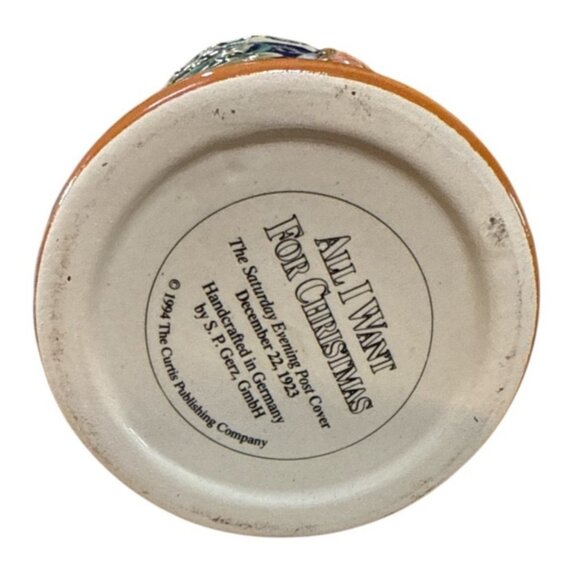 ALL I WANT
FOR CHRISTMAS
The Saturday Evening Post Cover
December 22, 1923
Handcrafted in Germany
by S. P. Gerz, GmbH
© 1994 The Curtis Publishing Company